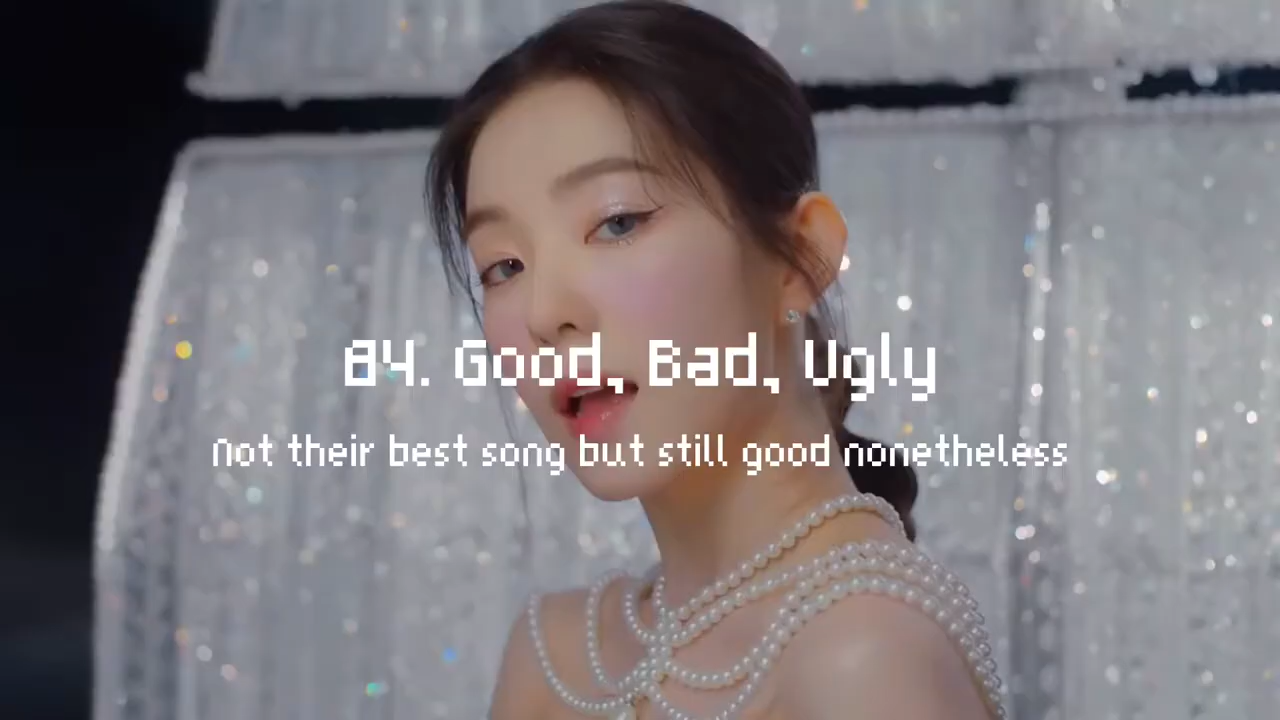 84. Good, Bad, Ugly
Not their best song but still good nonetheless